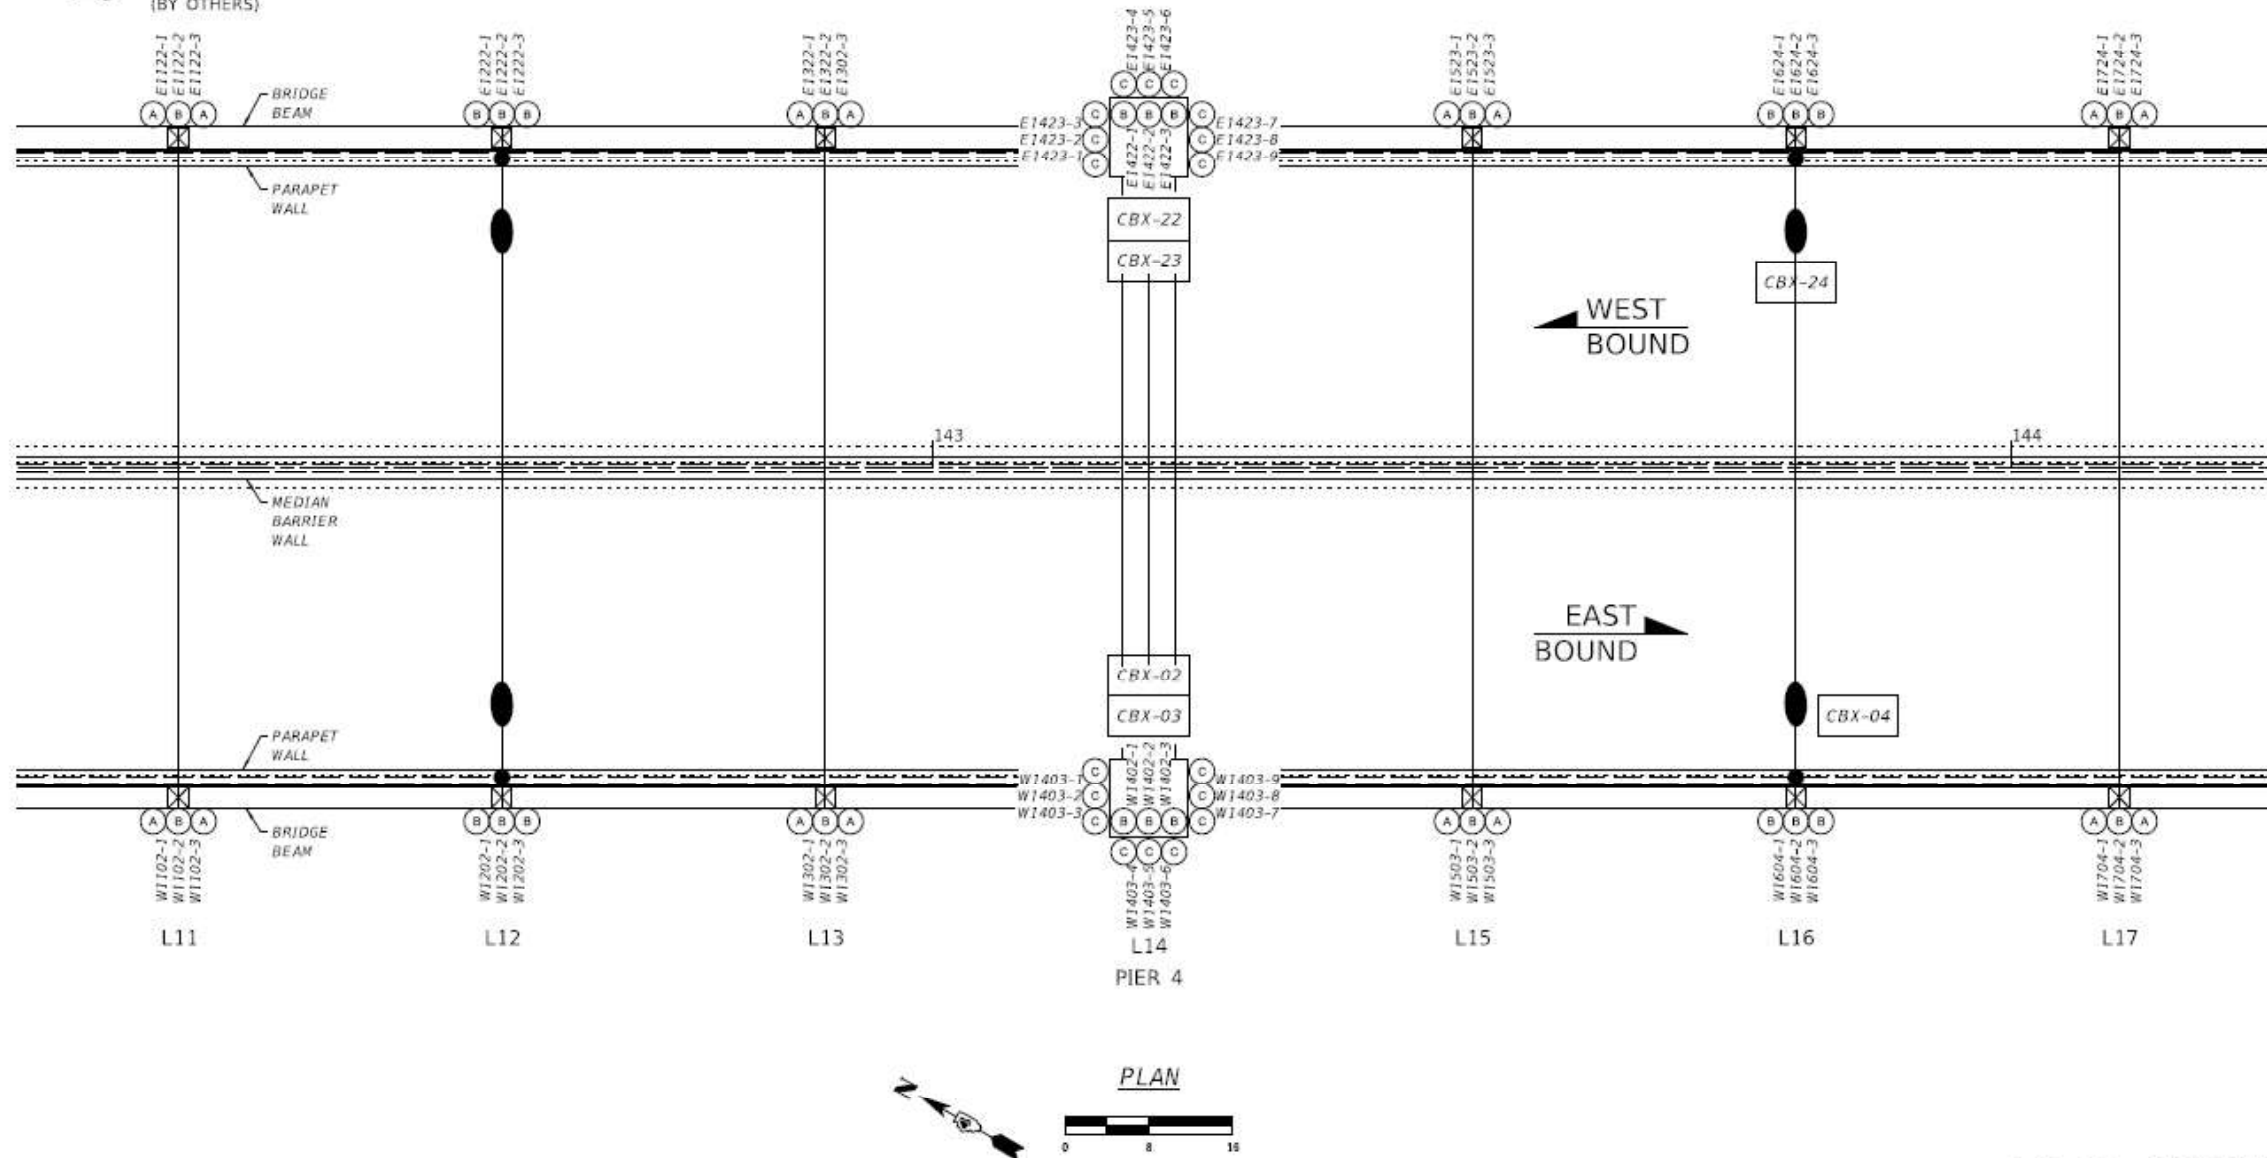 (BY OTHERS)
E1122-1
E1122-2
E1122-3
E1222-1
E1222-2
E1222-3
E1322-1
E1322-2
E1302-3
E1423-4
E1423-5
E1423-6
E1523-1
E1523-2
E1523-3
E1624-1
E1624-2
E1624-3
E1724-1
E1724-2
E1724-3
C C C
BRIDGE
BEAM
A B A
B B B
A B A
C B B B C
A B A
B B B
A B A
E1423-3
E1423-2
E1423-1
C
C
E1422-1
E1422-2
E1422-3
C
C
E1423-7
E1423-8
E1423-9
PARAPET
WALL
CBX-22
CBX-23
CBX-24
WEST
BOUND
143
144
MEDIAN
BARRIER
WALL
EAST
BOUND
CBX-02
CBX-03
CBX-04
PARAPET
WALL
W1403-1
W1403-2
W1403-3
C
C
W1402-1
W1402-2
W1402-3
C
C
W1403-9
W1403-8
W1403-7
A B A
B B B
A B A
C B B B C
A B A
B B B
A B A
BRIDGE
BEAM
C C C
W1102-1
W1102-2
W1102-3
W1202-1
W1202-2
W1202-3
W1302-1
W1302-2
W1302-3
W1403-4
W1403-5
W1403-6
W1503-1
W1503-2
W1503-3
W1604-1
W1604-2
W1604-3
W1704-1
W1704-2
W1704-3
L11
L12
L13
L14
L15
L16
L17
PIER 4
PLAN
N
0 8 16